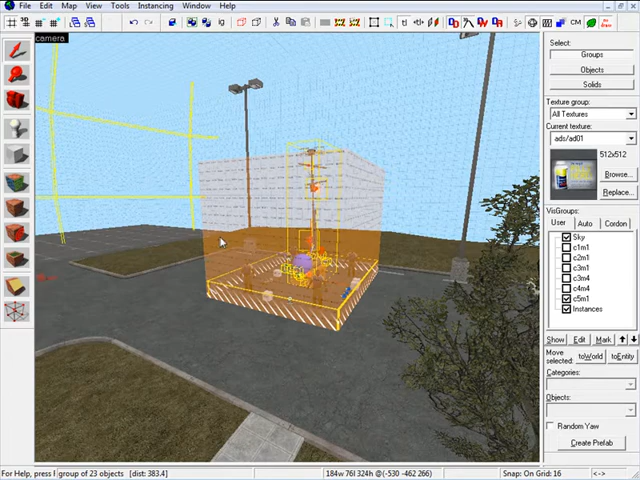 File Edit Map View Tools Instancing Window Help
CM
camera
Select:
Groups
Objects
Solids
Texture group:
All Textures
Current texture:
ads/ad01
512x512
Browse...
Replace...
VisGroups:
User Auto Cordon
Sky
c1m1
c2m1
c3m1
c3m4
c4m4
c5m1
Instances
Show Edit Mark
Move
selected:
toWorld
toEntity
Categories:
Objects:
Random Yaw
Create Prefab
For Help, press F
group of 23 objects
[dist: 383.4]
184w 76l 324h @(-530 -462 266)
Snap: On Grid: 16